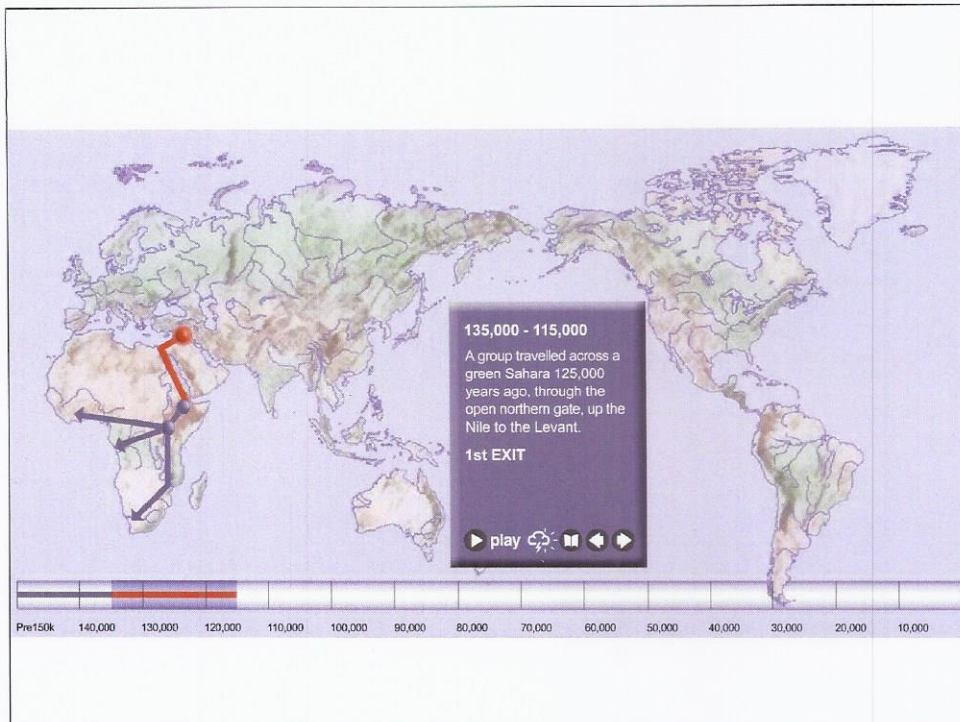 135,000 - 115,000
A group travelled across a
green Sahara 125,000
years ago, through the
open northern gate, up the
Nile to the Levant.
1st EXIT
play
Pre150k 140,000 130,000 120,000 110,000 100,000 90,000 80,000 70,000 60,000 50,000 40,000 30,000 20,000 10,000